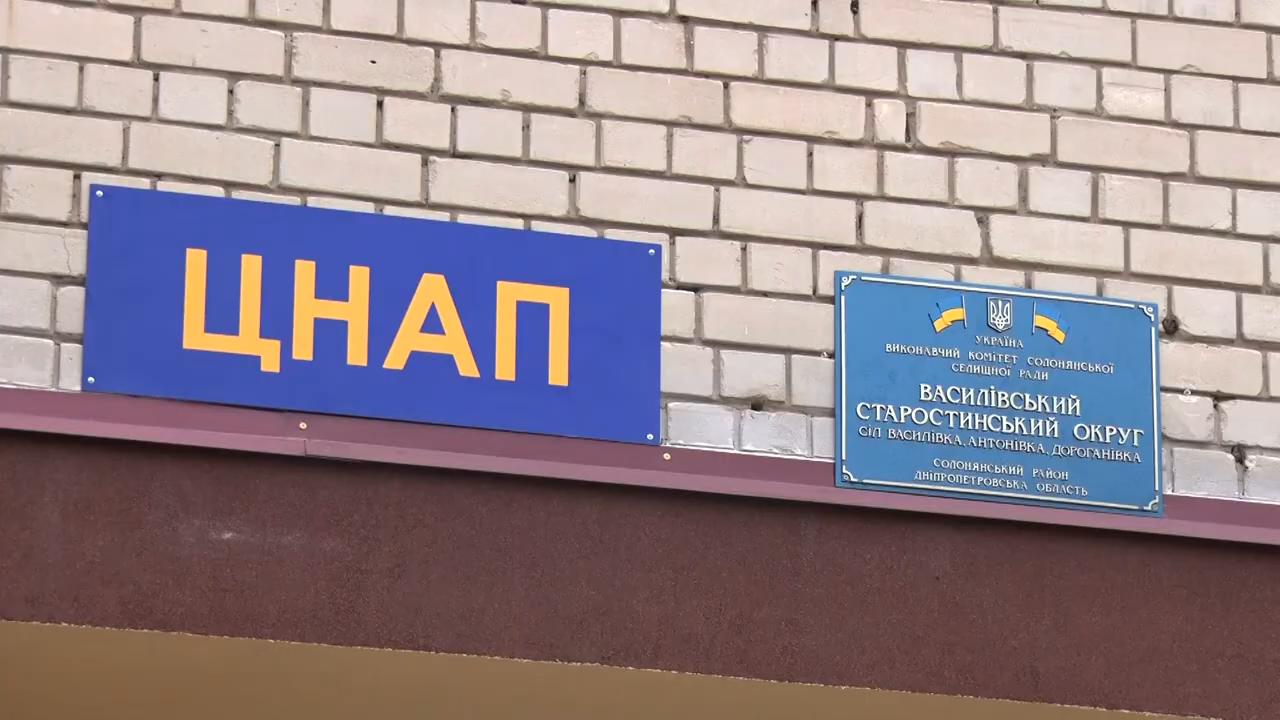 ЦНАП
УКРАЇНА
ВИКОНАВЧИЙ КОМІТЕТ СОЛОНЯНСЬКОЇ
СЕЛИЩНОЇ РАДИ
ВАСИЛІВСЬКИЙ
СТАРОСТИНСЬКИЙ ОКРУГ
СІЛ ВАСИЛІВКА, АНТОНІВКА, ДОРОГАНІВКА
СОЛОНЯНСЬКИЙ РАЙОН
ДНІПРОПЕТРОВСЬКА ОБЛАСТЬ